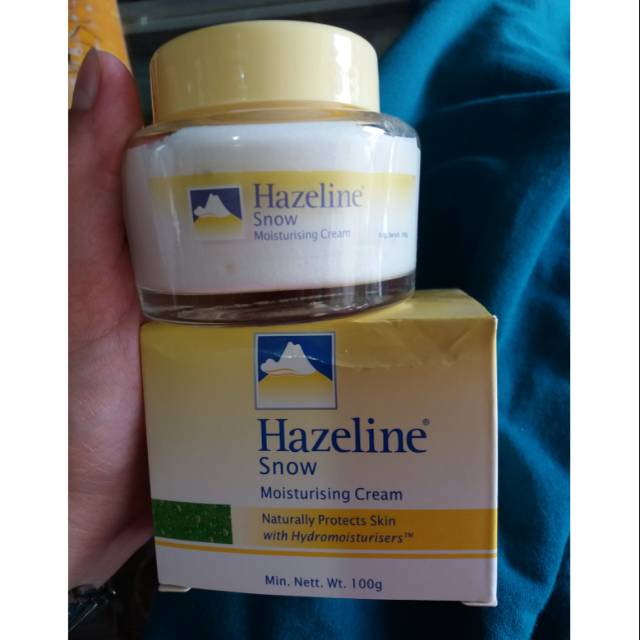 Hazeline®
Snow
Moisturising Cream
Hazeline®
Snow
Moisturising Cream
Naturally Protects Skin
with Hydromoisturisers™
Min. Nett. Wt. 100g